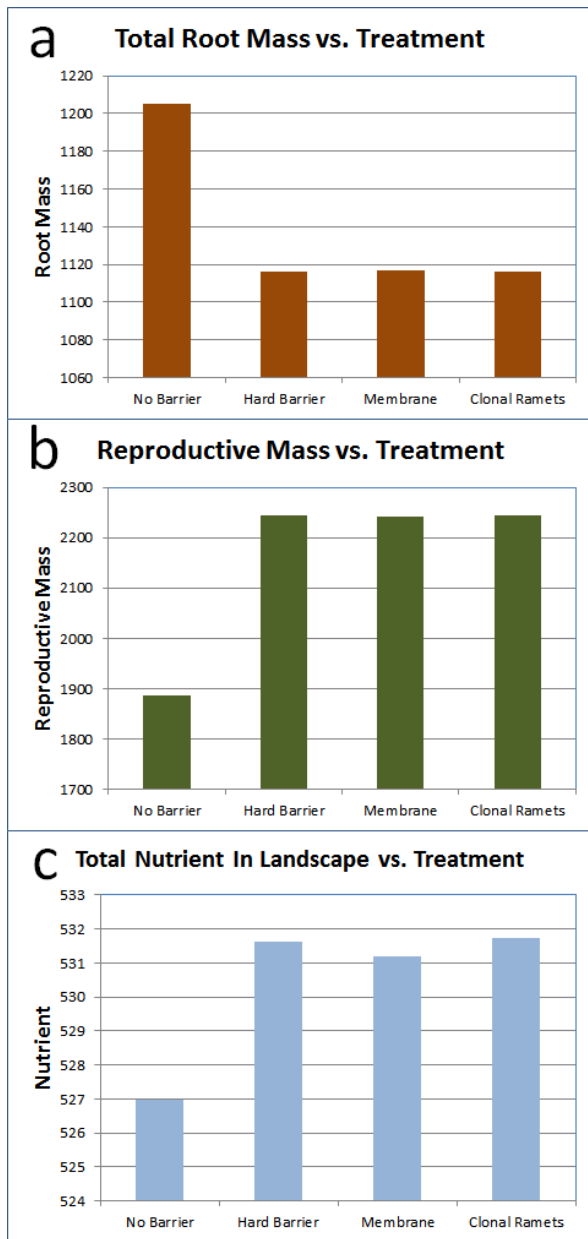 a Total Root Mass vs. Treatment
Root Mass
1220
1200
1180
1160
1140
1120
1100
1080
1060
No Barrier Hard Barrier Membrane Clonal Ramets
b Reproductive Mass vs. Treatment
Reproductive Mass
2300
2200
2100
2000
1900
1800
1700
No Barrier Hard Barrier Membrane Clonal Ramets
c Total Nutrient In Landscape vs. Treatment
Nutrient
533
532
531
530
529
528
527
526
525
524
No Barrier Hard Barrier Membrane Clonal Ramets